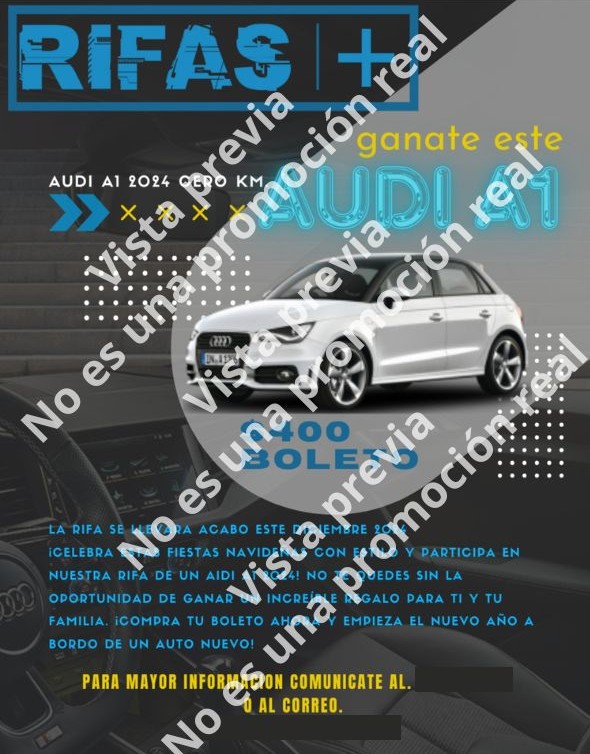 RIFAS | +
ganate este
AUDI A1 2024 CERO KM
AUDI A1
$400
BOLETO
LA RIFA SE LLEVARA ACABO ESTE DICIEMBRE 2024
¡CELEBRA ESTAS FIESTAS NAVIDEÑAS CON ESTILO Y PARTICIPA EN
NUESTRA RIFA DE UN AIDI A1 2024! NO TE QUEDES SIN LA
OPORTUNIDAD DE GANAR UN INCREÍBLE REGALO PARA TI Y TU
FAMILIA. ¡COMPRA TU BOLETO AHORA Y EMPIEZA EL NUEVO AÑO A
BORDO DE UN AUTO NUEVO!
PARA MAYOR INFORMACION COMUNICATE AL.
O AL CORREO.
Vista previa
No es una promoción real
Vista previa
No es una promoción real
Vista previa
No es una promoción real